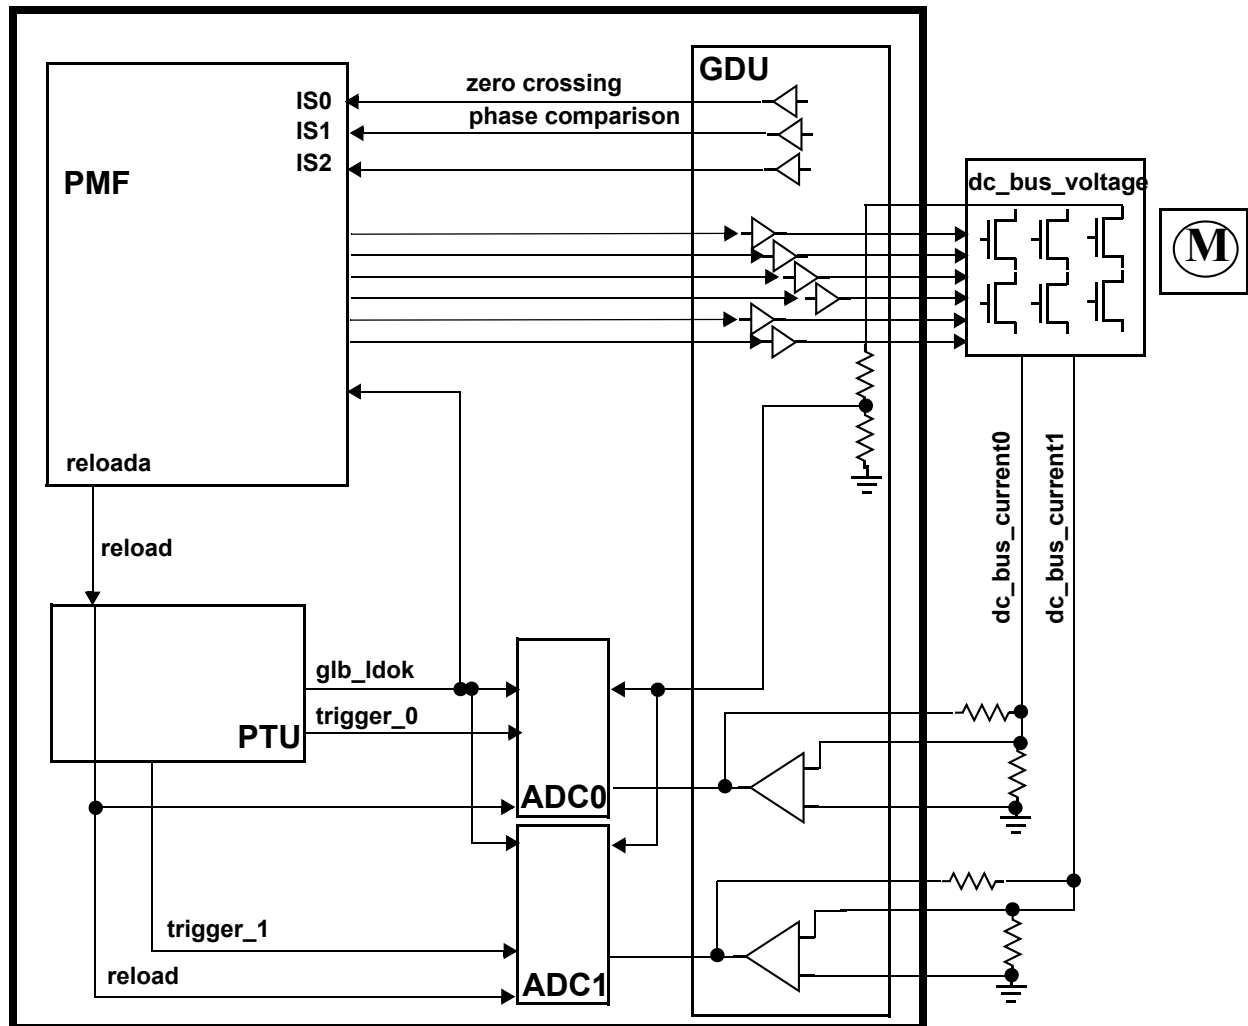 GDU
zero crossing
IS0
phase comparison
IS1
IS2
PMF
dc_bus_voltage
M
reloada
dc_bus_current0
dc_bus_current1
reload
glb_ldok
trigger_0
PTU
ADC0
trigger_1
reload
ADC1